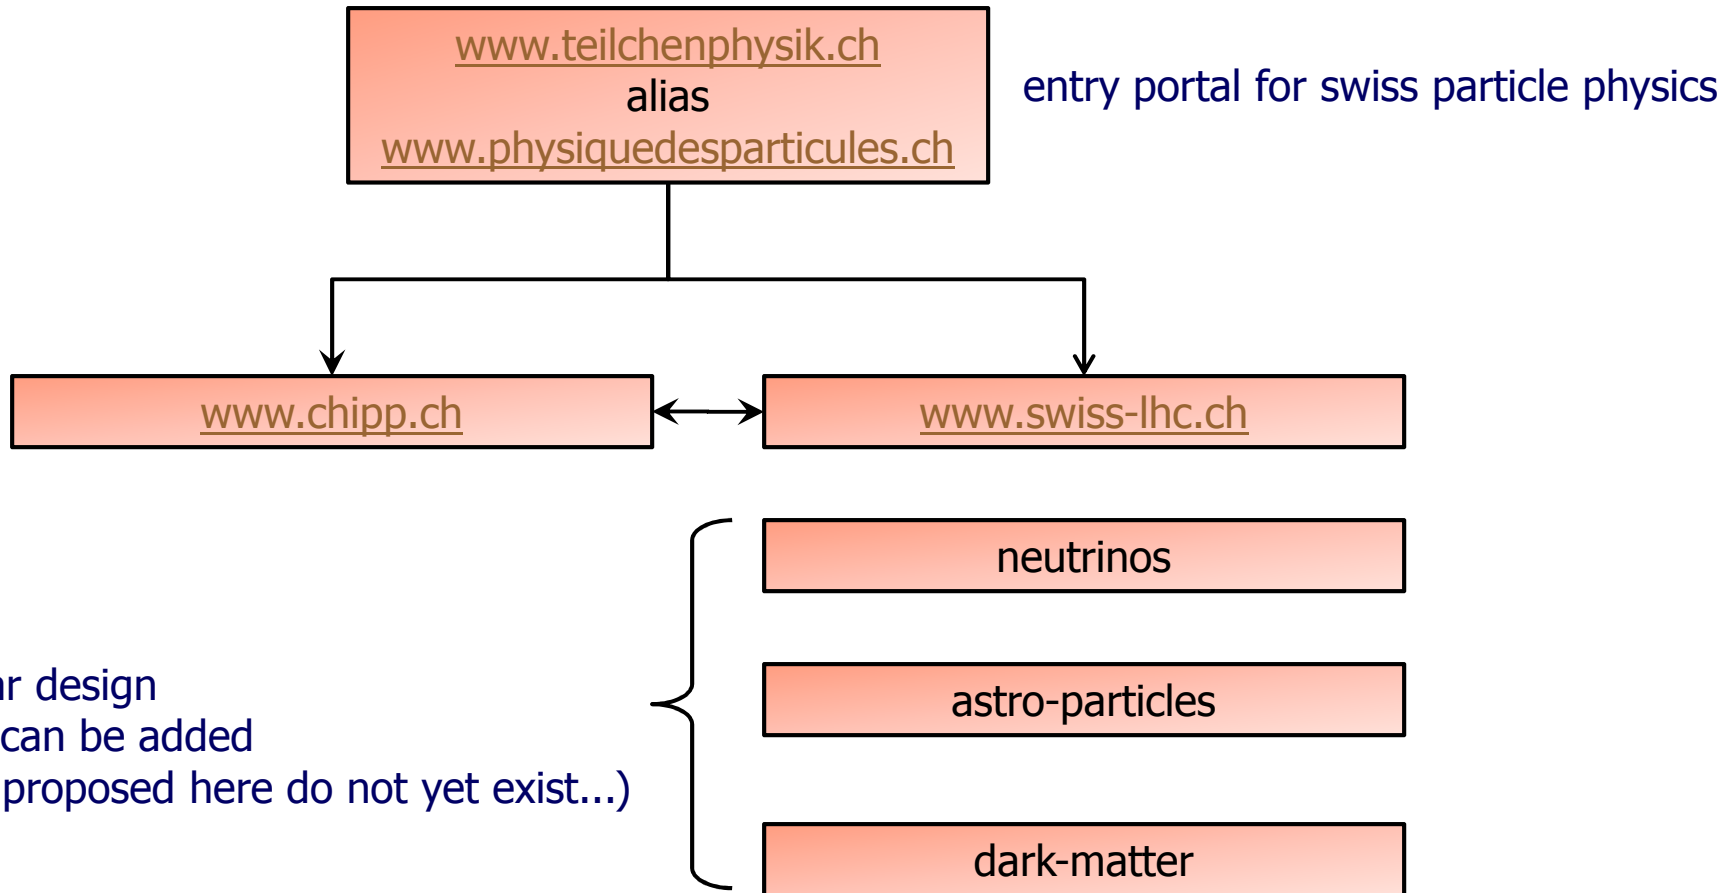 www.teilchenphysik.ch
alias
www.physiquedesparticules.ch
entry portal for swiss particle physics
www.chipp.ch
www.swiss-lhc.ch
neutrinos
astro-particles
design
can be added
proposed here do not yet exist...)
dark-matter